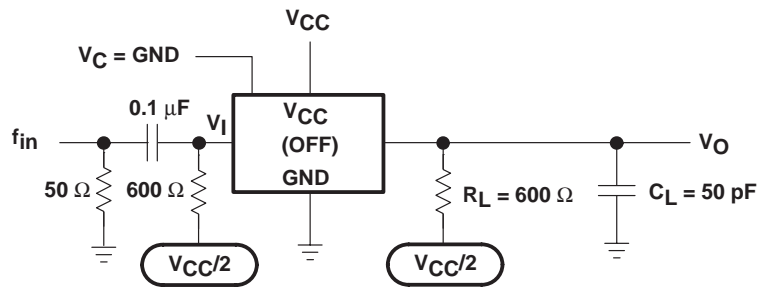 VCC
VC = GND
0.1 μF
fin
VI
VCC
(OFF)
GND
VO
50 Ω
600 Ω
RL = 600 Ω
CL = 50 pF
VCC/2
VCC/2